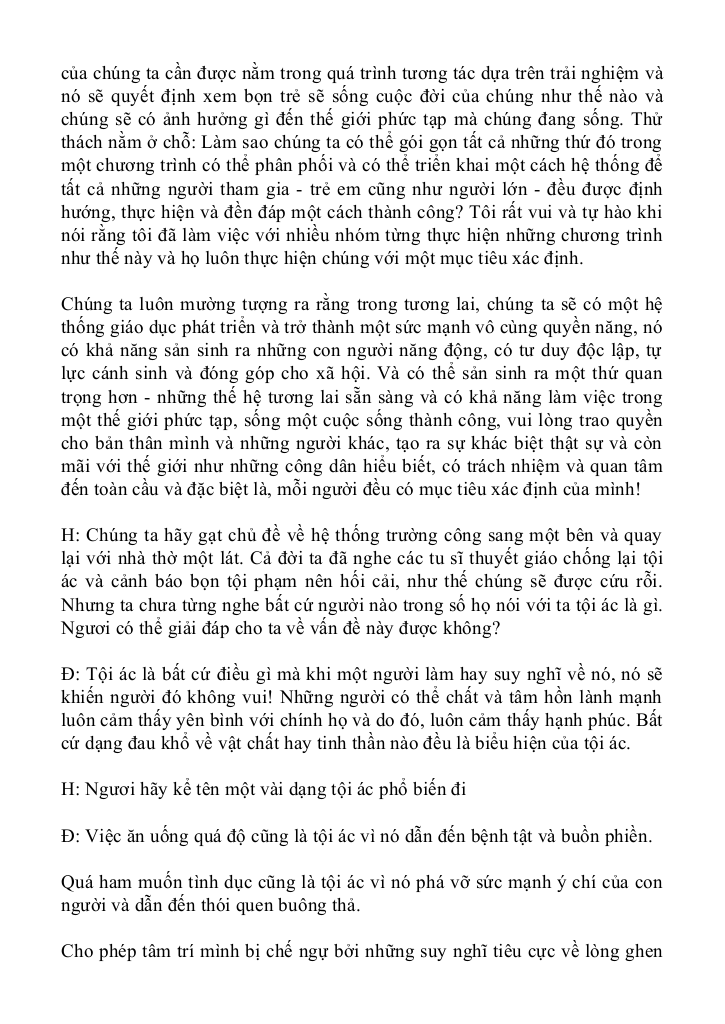 của chúng ta cần được nằm trong quá trình tương tác dựa trên trải nghiệm và
nó sẽ quyết định xem bọn trẻ sẽ sống cuộc đời của chúng như thế nào và
chúng sẽ có ảnh hưởng gì đến thế giới phức tạp mà chúng đang sống. Thử
thách nằm ở chỗ: Làm sao chúng ta có thể gói gọn tất cả những thứ đó trong
một chương trình có thể phân phối và có thể triển khai một cách hệ thống để
tất cả những người tham gia - trẻ em cũng như người lớn - đều được định
hướng, thực hiện và đền đáp một cách thành công? Tôi rất vui và tự hào khi
nói rằng tôi đã làm việc với nhiều nhóm từng thực hiện những chương trình
như thế này và họ luôn thực hiện chúng với một mục tiêu xác định.
Chúng ta luôn mường tượng ra rằng trong tương lai, chúng ta sẽ có một hệ
thống giáo dục phát triển và trở thành một sức mạnh vô cùng quyền năng, nó
có khả năng sản sinh ra những con người năng động, có tư duy độc lập, tự
lực cánh sinh và đóng góp cho xã hội. Và có thể sản sinh ra một thứ quan
trọng hơn - những thế hệ tương lai sẵn sàng và có khả năng làm việc trong
một thế giới phức tạp, sống một cuộc sống thành công, vui lòng trao quyền
cho bản thân mình và những người khác, tạo ra sự khác biệt thật sự và còn
mãi với thế giới như những công dân hiểu biết, có trách nhiệm và quan tâm
đến toàn cầu và đặc biệt là, mỗi người đều có mục tiêu xác định của mình!
H: Chúng ta hãy gạt chủ đề về hệ thống trường công sang một bên và quay
lại với nhà thờ một lát. Cả đời ta đã nghe các tu sĩ thuyết giáo chống lại tội
ác và cảnh báo bọn tội phạm nên hối cải, như thế chúng sẽ được cứu rỗi.
Nhưng ta chưa từng nghe bất cứ người nào trong số họ nói với ta tội ác là gì.
Ngươi có thể giải đáp cho ta về vấn đề này được không?
Đ: Tội ác là bất cứ điều gì mà khi một người làm hay suy nghĩ về nó, nó sẽ
khiến người đó không vui! Những người có thể chất và tâm hồn lành mạnh
luôn cảm thấy yên bình với chính họ và do đó, luôn cảm thấy hạnh phúc. Bất
cứ dạng đau khổ về vật chất hay tinh thần nào đều là biểu hiện của tội ác.
H: Ngươi hãy kể tên một vài dạng tội ác phổ biến đi
Đ: Việc ăn uống quá độ cũng là tội ác vì nó dẫn đến bệnh tật và buồn phiền.
Quá ham muốn tình dục cũng là tội ác vì nó phá vỡ sức mạnh ý chí của con
người và dẫn đến thói quen buông thả.
Cho phép tâm trí mình bị chế ngự bởi những suy nghĩ tiêu cực về lòng ghen